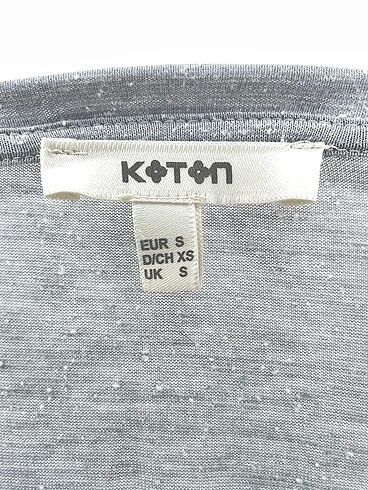 KOTON
EUR S
D/CH XS
UK S